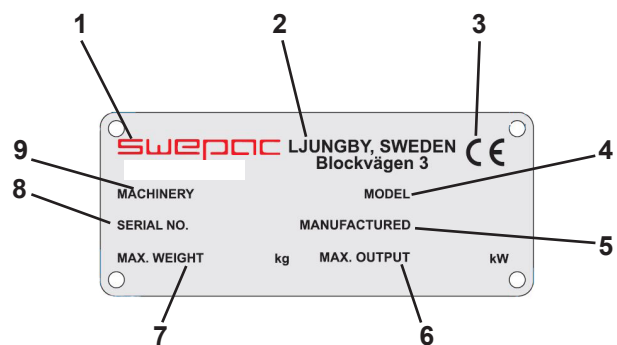 1 2 3
swepac LJUNGBY, SWEDEN CE
Blockvägen 3
9 4
MACHINERY MODEL
8
SERIAL NO. MANUFACTURED
5
MAX. WEIGHT kg MAX. OUTPUT kW
7 6